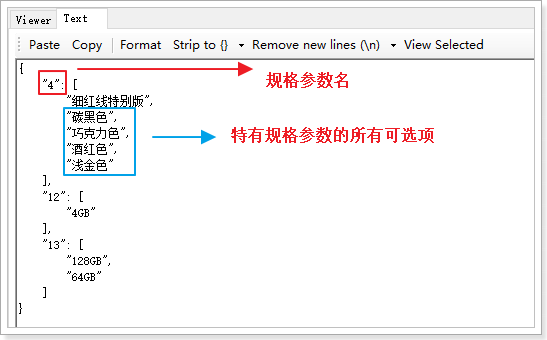 Viewer Text
Paste Copy Format Strip to {} Remove new lines (\n) View Selected
{
"4": [
规格参数名
"细红线特别版",
"碳黑色",
"巧克力色",
特有规格参数的所有可选项
"酒红色",
"浅金色"
],
"12": [
"4GB"
],
"13": [
"128GB",
"64GB"
]
}